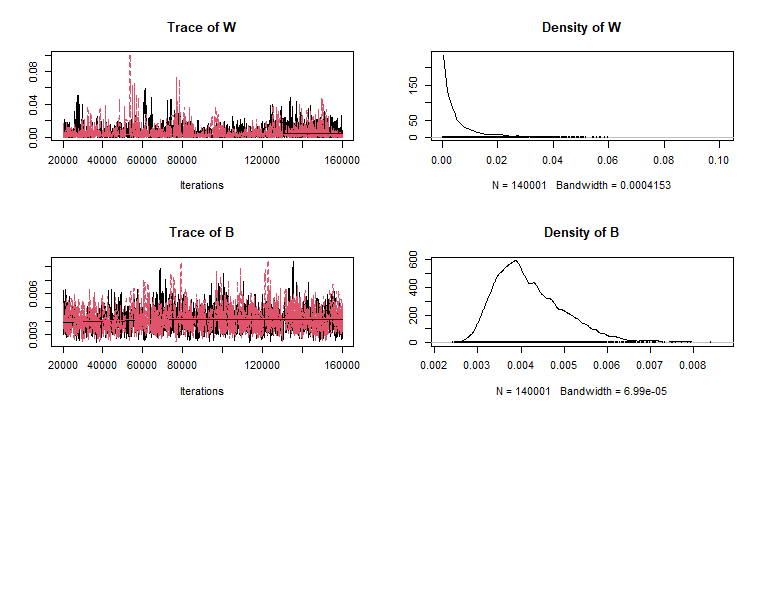 Trace of W
0.00 0.04 0.08
20000 40000 60000 80000 120000 160000
Iterations
Density of W
0 50 150
0.00 0.02 0.04 0.06 0.08 0.10
N = 140001 Bandwidth = 0.0004153
Trace of B
0.003 0.006
20000 40000 60000 80000 120000 160000
Iterations
Density of B
0 200 400 600
0.002 0.003 0.004 0.005 0.006 0.007 0.008
N = 140001 Bandwidth = 6.99e-05